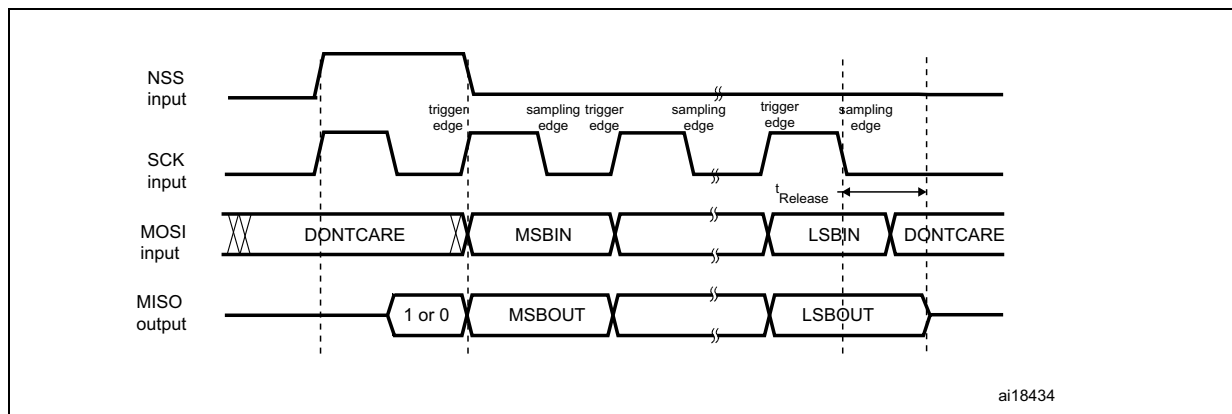 NSS
input
trigger
edge
sampling
edge
trigger
edge
sampling
edge
trigger
edge
sampling
edge
SCK
input
tRelease
MOSI
input
DONTCARE
MSBIN
LSBIN
DONTCARE
MISO
output
1 or 0
MSBOUT
LSBOUT
ai18434